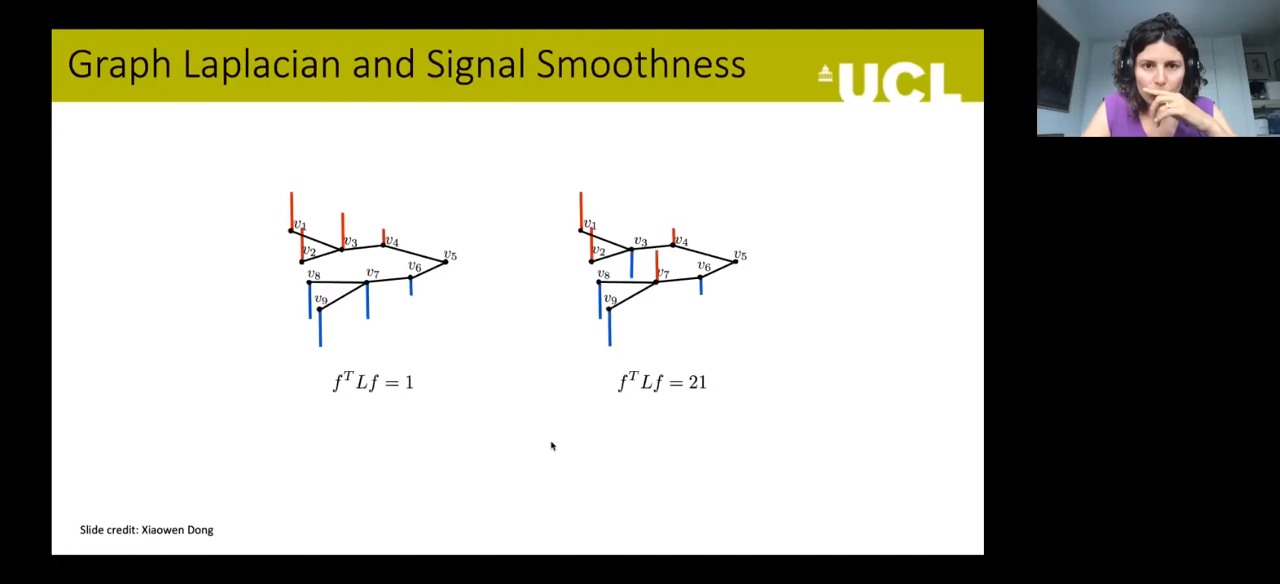 Graph Laplacian and Signal Smoothness
UCL
v1
v2
v3
v4
v5
v6
v7
v8
v9
f^T Lf = 1
v1
v2
v3
v4
v5
v6
v7
v8
v9
f^T Lf = 21
Slide credit: Xiaowen Dong